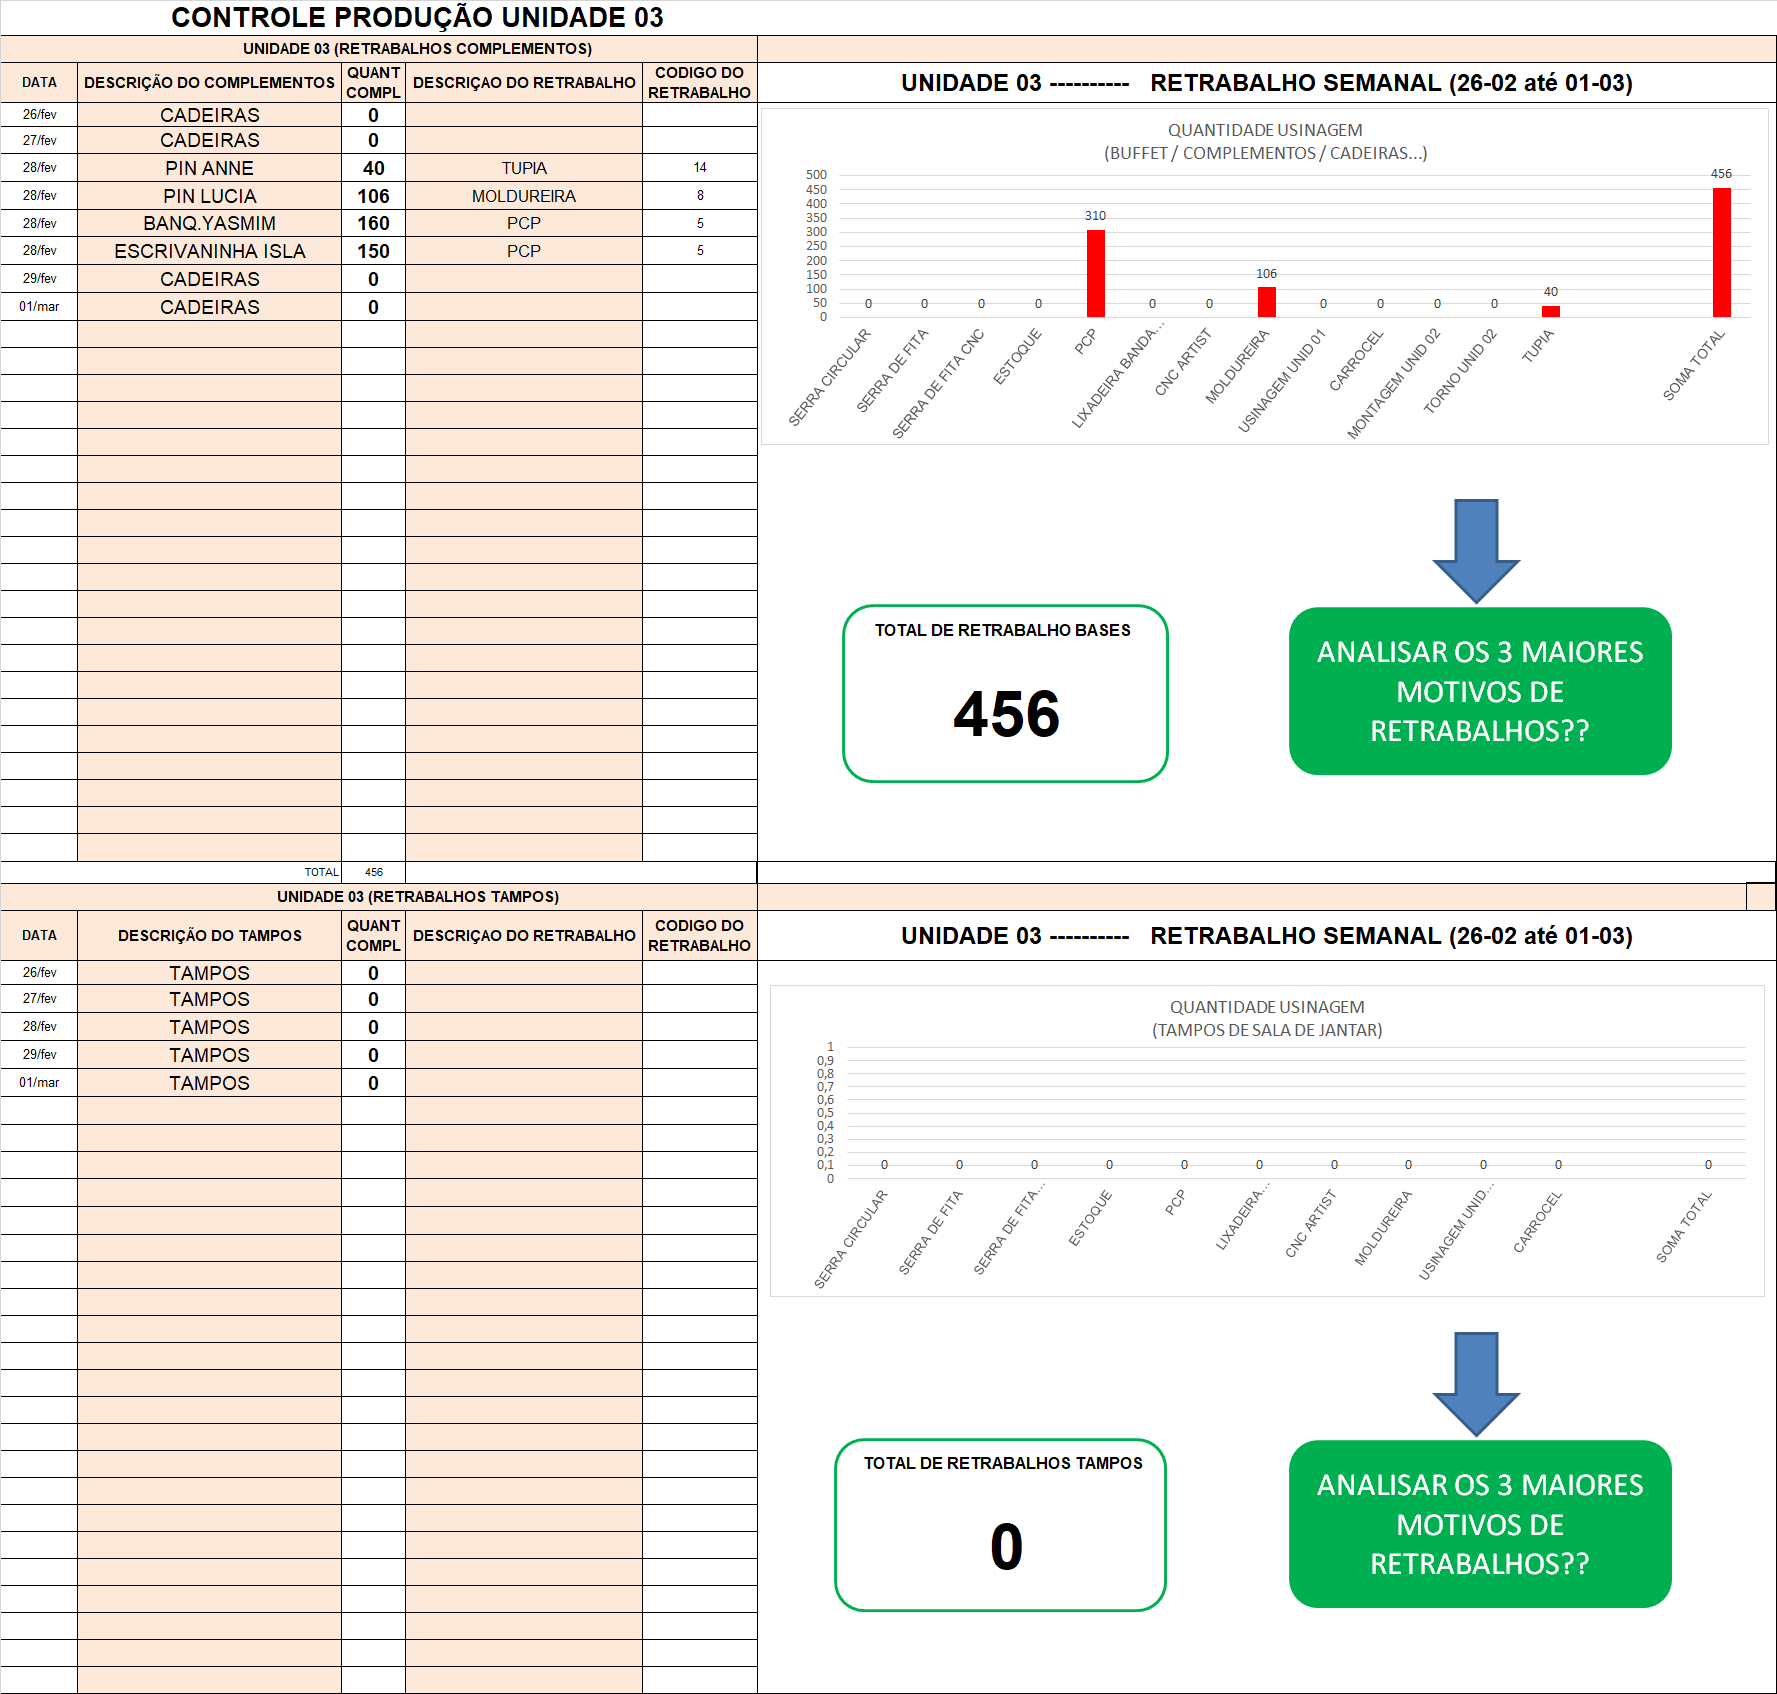 CONTROLE PRODUÇÃO UNIDADE 03
UNIDADE 03 (RETRABALHOS COMPLEMENTOS)
DATA DESCRIÇÃO DO COMPLEMENTOS QUANT COMPL DESCRIÇAO DO RETRABALHO CODIGO DO RETRABALHO
26/fev CADEIRAS 0
27/fev CADEIRAS 0
28/fev PIN ANNE 40 TUPIA 14
28/fev PIN LUCIA 106 MOLDUREIRA 8
28/fev BANQ.YASMIM 160 PCP 5
28/fev ESCRIVANINHA ISLA 150 PCP 5
29/fev CADEIRAS 0
01/mar CADEIRAS 0
TOTAL 456
UNIDADE 03 ---------- RETRABALHO SEMANAL (26-02 até 01-03)
QUANTIDADE USINAGEM
(BUFFET / COMPLEMENTOS / CADEIRAS...)
500
450
400
350
300
250
200
150
100
50
0
0 0 0 0 310 0 0 106 0 0 0 0 40 456
SERRA CIRCULAR
SERRA DE FITA
SERRA DE FITA CNC
ESTOQUE
PCP
LIXADEIRA BANDA...
CNC ARTIST
MOLDUREIRA
USINAGEM UNID 01
CARROCEL
MONTAGEM UNID 02
TORNO UNID 02
TUPIA
SOMA TOTAL
TOTAL DE RETRABALHO BASES
456
ANALISAR OS 3 MAIORES
MOTIVOS DE
RETRABALHOS??
UNIDADE 03 (RETRABALHOS TAMPOS)
DATA DESCRIÇÃO DO TAMPOS QUANT COMPL DESCRIÇAO DO RETRABALHO CODIGO DO RETRABALHO
26/fev TAMPOS 0
27/fev TAMPOS 0
28/fev TAMPOS 0
29/fev TAMPOS 0
01/mar TAMPOS 0
UNIDADE 03 ---------- RETRABALHO SEMANAL (26-02 até 01-03)
QUANTIDADE USINAGEM
(TAMPOS DE SALA DE JANTAR)
1
0,9
0,8
0,7
0,6
0,5
0,4
0,3
0,2
0,1
0
0 0 0 0 0 0 0 0 0 0 0
SERRA CIRCULAR
SERRA DE FITA
SERRA DE FITA...
ESTOQUE
PCP
LIXADEIRA...
CNC ARTIST
MOLDUREIRA
USINAGEM UNID...
CARROCEL
SOMA TOTAL
TOTAL DE RETRABALHOS TAMPOS
0
ANALISAR OS 3 MAIORES
MOTIVOS DE
RETRABALHOS??